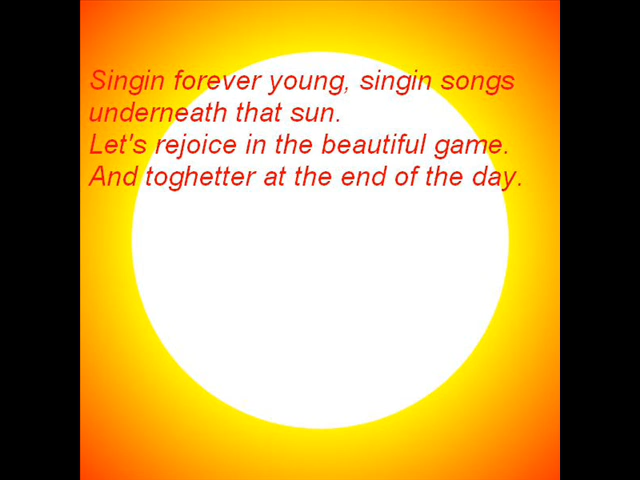 Singin forever young, singin songs
underneath that sun.
Let's rejoice in the beautiful game.
And toghetter at the end of the day.